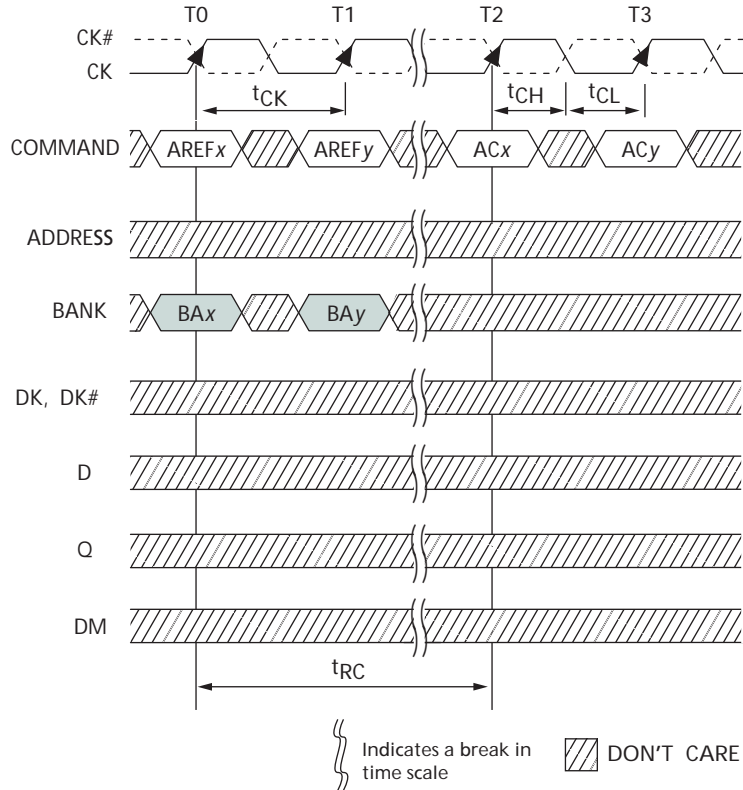 T0 T1 T2 T3
CK#
CK
tCK tCH tCL
COMMAND AREFx AREFy ACx ACy
ADDRESS
BANK BAx BAy
DK, DK#
D
Q
DM
tRC
Indicates a break in
time scale
DON'T CARE